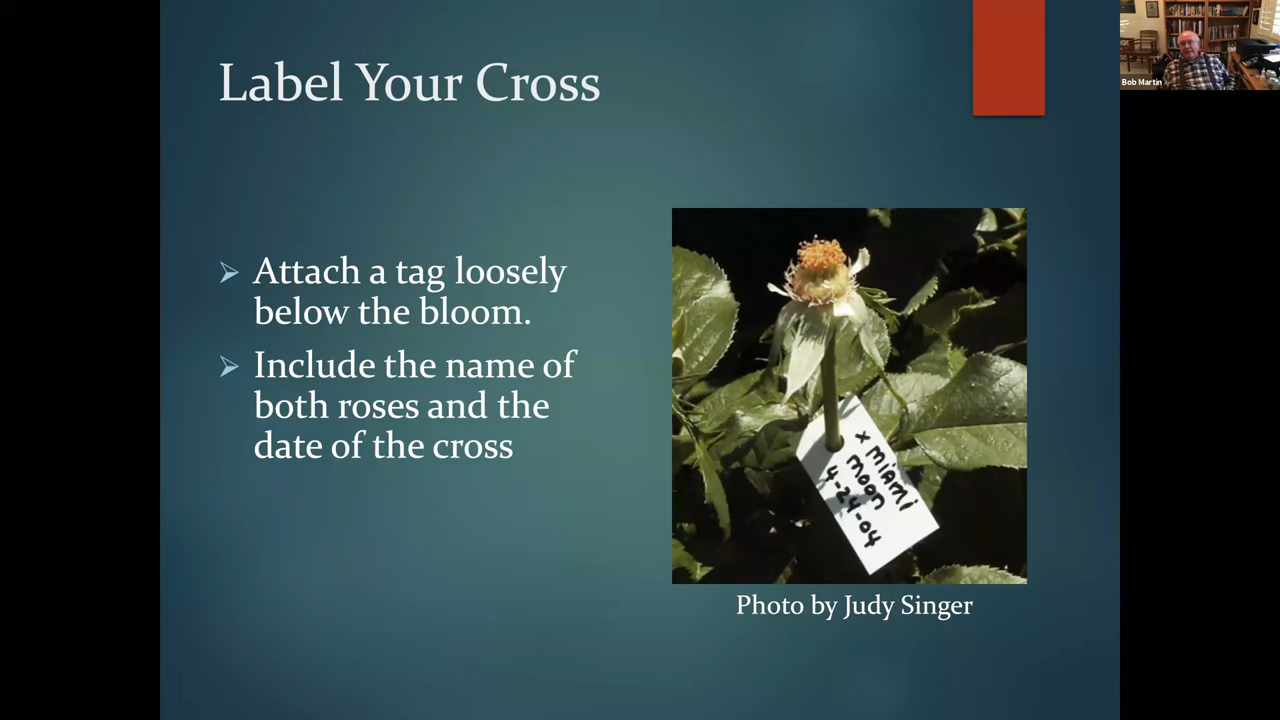 Label Your Cross
Bob Martin
Attach a tag loosely
below the bloom.
Include the name of
both roses and the
date of the cross
x miami
moon
4-24-04
Photo by Judy Singer